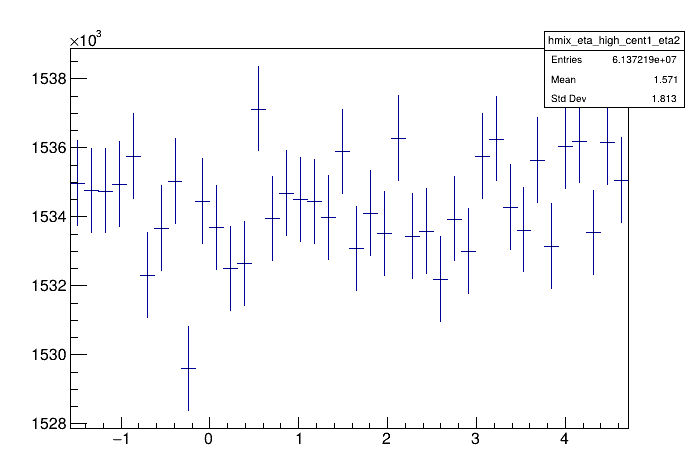 ×10³
hmix_eta_high_cent1_eta2
Entries 6.137219e+07
Mean 1.571
Std Dev 1.813
1538
1536
1534
1532
1530
1528
−1 0 1 2 3 4